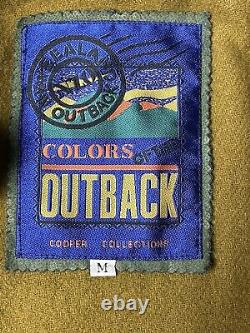 NEW ZEALAND
N.Z.
OUTBACK
COLORS OF THE
OUTBACK
COOPER COLLECTIONS
M